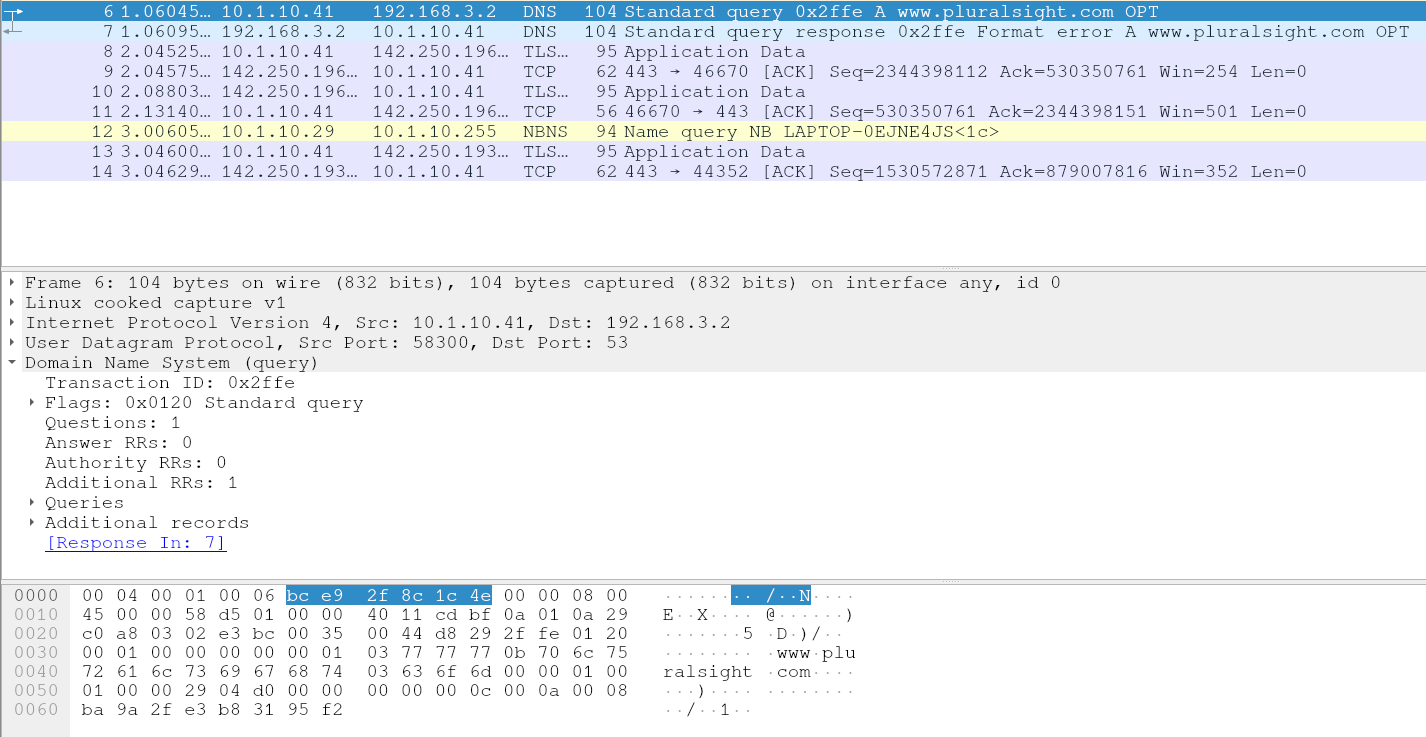 6 1.06045… 10.1.10.41 192.168.3.2 DNS 104 Standard query 0x2ffe A www.pluralsight.com OPT
7 1.06095… 192.168.3.2 10.1.10.41 DNS 104 Standard query response 0x2ffe Format error A www.pluralsight.com OPT
8 2.04525… 10.1.10.41 142.250.196… TLS… 95 Application Data
9 2.04575… 142.250.196… 10.1.10.41 TCP 62 443 → 46670 [ACK] Seq=2344398112 Ack=530350761 Win=254 Len=0
10 2.08803… 142.250.196… 10.1.10.41 TLS… 95 Application Data
11 2.13140… 10.1.10.41 142.250.196… TCP 56 46670 → 443 [ACK] Seq=530350761 Ack=2344398151 Win=501 Len=0
12 3.00605… 10.1.10.29 10.1.10.255 NBNS 94 Name query NB LAPTOP-0EJNE4JS<1c>
13 3.04600… 10.1.10.41 142.250.193… TLS… 95 Application Data
14 3.04629… 142.250.193… 10.1.10.41 TCP 62 443 → 44352 [ACK] Seq=1530572871 Ack=879007816 Win=352 Len=0
Frame 6: 104 bytes on wire (832 bits), 104 bytes captured (832 bits) on interface any, id 0
Linux cooked capture v1
Internet Protocol Version 4, Src: 10.1.10.41, Dst: 192.168.3.2
User Datagram Protocol, Src Port: 58300, Dst Port: 53
Domain Name System (query)
Transaction ID: 0x2ffe
Flags: 0x0120 Standard query
Questions: 1
Answer RRs: 0
Authority RRs: 0
Additional RRs: 1
Queries
Additional records
[Response In: 7]
0000 00 04 00 01 00 06 bc e9 2f 8c 1c 4e 00 00 08 00 ········ /··N····
0010 45 00 00 58 d5 01 00 00 40 11 cd bf 0a 01 0a 29 E··X···· @······)
0020 c0 a8 03 02 e3 bc 00 35 00 44 d8 29 2f fe 01 20 ·······5 ·D·)/··
0030 00 01 00 00 00 00 00 01 03 77 77 77 0b 70 6c 75 ········ ·www·plu
0040 72 61 6c 73 69 67 68 74 03 63 6f 6d 00 00 01 00 ralsight ·com····
0050 01 00 00 29 04 d0 00 00 00 00 00 0c 00 0a 00 08 ···)···· ········
0060 ba 9a 2f e3 b8 31 95 f2 ··/··1··